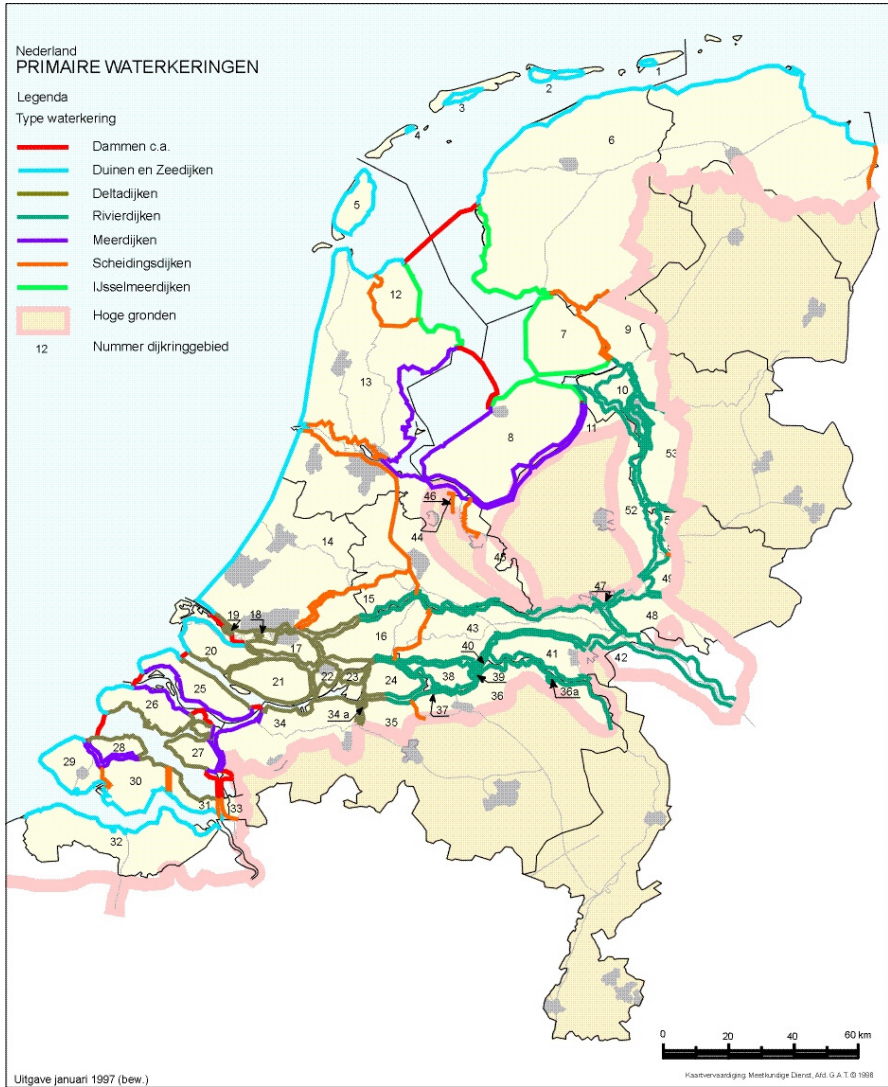 Nederland
PRIMAIRE WATERKERINGEN
Legenda
Type waterkering
Dammen c.a.
Duinen en Zeedijken
Deltadijken
Rivierdijken
Meerdijken
Scheidingsdijken
IJsselmeerdijken
Hoge gronden
12 Nummer dijkringgebied
1
2
3
4
5
6
7
8
9
10
11
12
13
14
15
16
17
18
19
20
21
22
23
24
25
26
27
28
29
30
31
32
33
34
34 a
35
36
36a
37
38
39
40
41
42
43
44
45
46
47
48
49
52
53
0 20 40 60 km
Uitgave januari 1997 (bew.)
Kaartvervaardiging: Meetkundige Dienst, Afd. G.A.T. © 1998